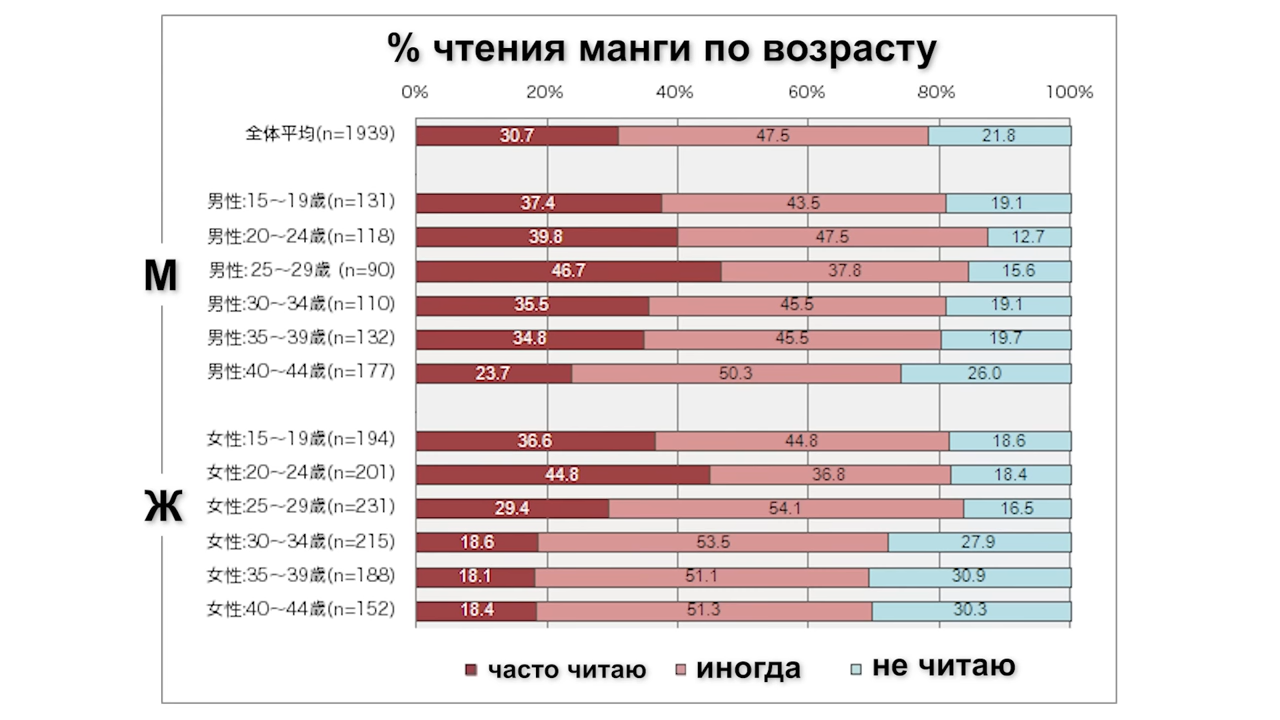 % чтения манги по возрасту
0% 20% 40% 60% 80% 100%
全体平均(n=1939) 30.7 47.5 21.8
男性:15～19歳(n=131) 37.4 43.5 19.1
男性:20～24歳(n=118) 39.8 47.5 12.7
М
男性:25～29歳 (n=90) 46.7 37.8 15.6
男性:30～34歳(n=110) 35.5 45.5 19.1
男性:35～39歳(n=132) 34.8 45.5 19.7
男性:40～44歳(n=177) 23.7 50.3 26.0
女性:15～19歳(n=194) 36.6 44.8 18.6
女性:20～24歳(n=201) 44.8 36.8 18.4
Ж
女性:25～29歳(n=231) 29.4 54.1 16.5
女性:30～34歳(n=215) 18.6 53.5 27.9
女性:35～39歳(n=188) 18.1 51.1 30.9
女性:40～44歳(n=152) 18.4 51.3 30.3
часто читаю иногда не читаю